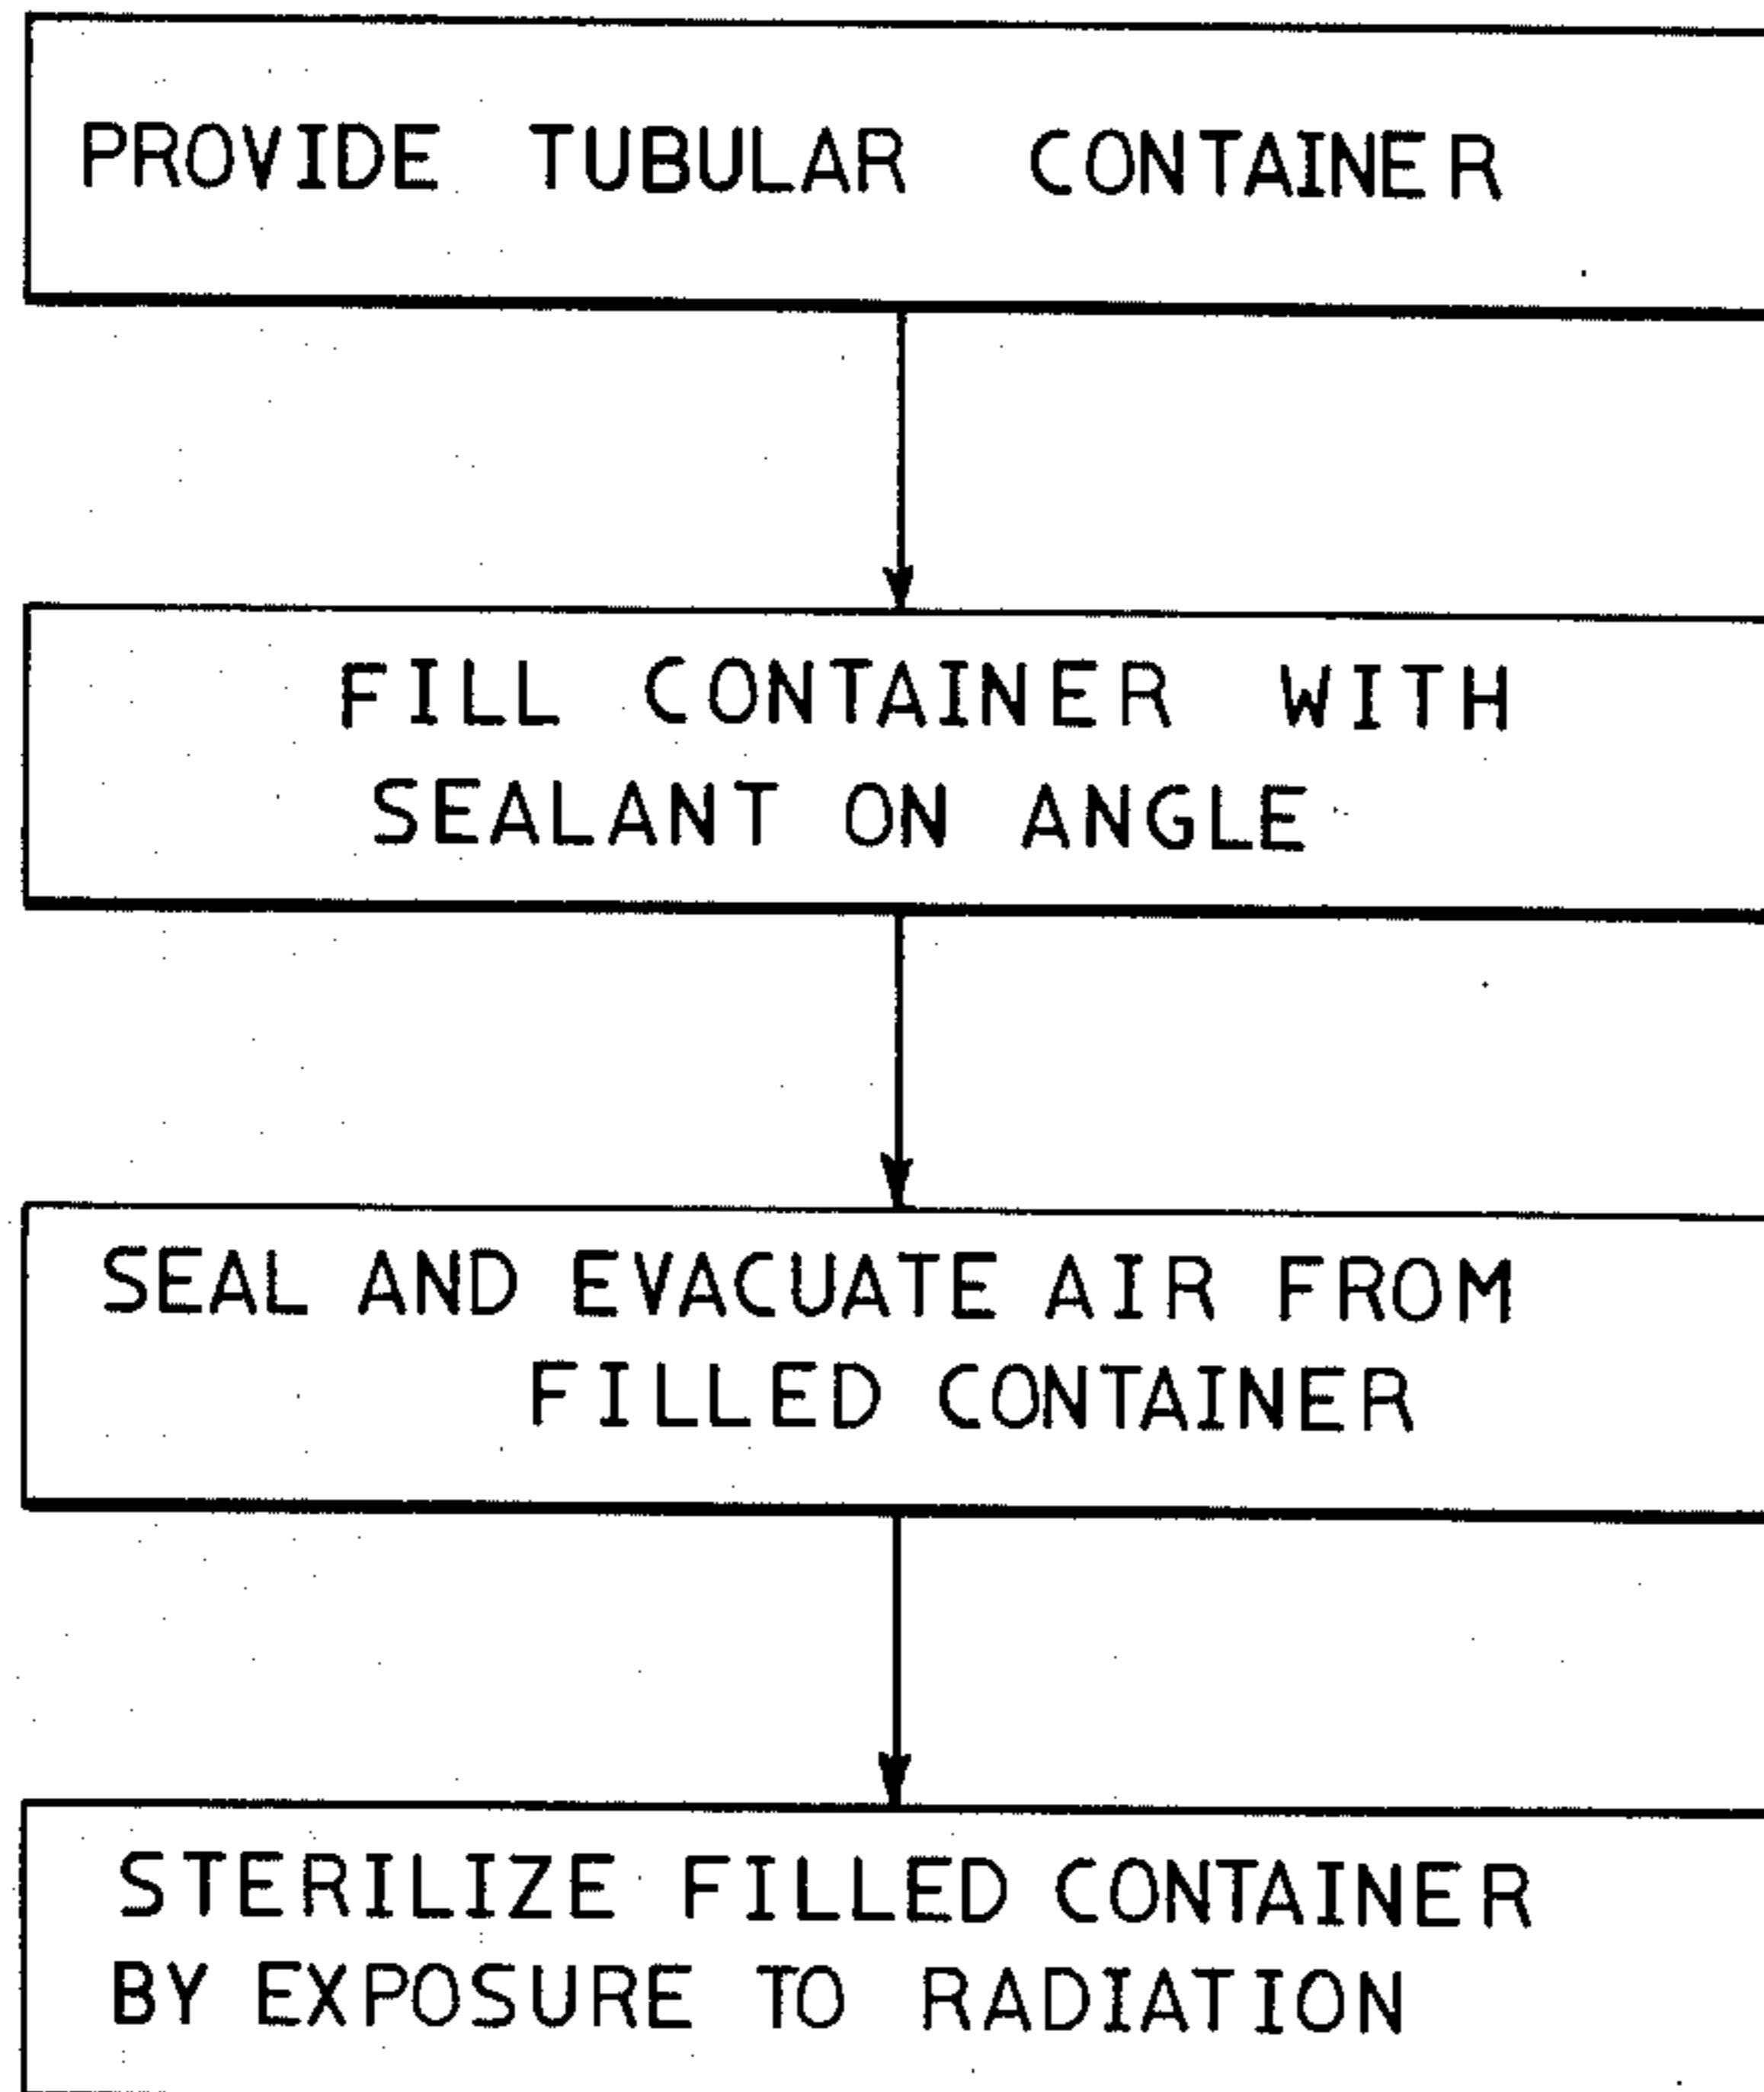 PROVIDE TUBULAR CONTAINER
FILL CONTAINER WITH
SEALANT ON ANGLE
SEAL AND EVACUATE AIR FROM
FILLED CONTAINER
STERILIZE FILLED CONTAINER
BY EXPOSURE TO RADIATION